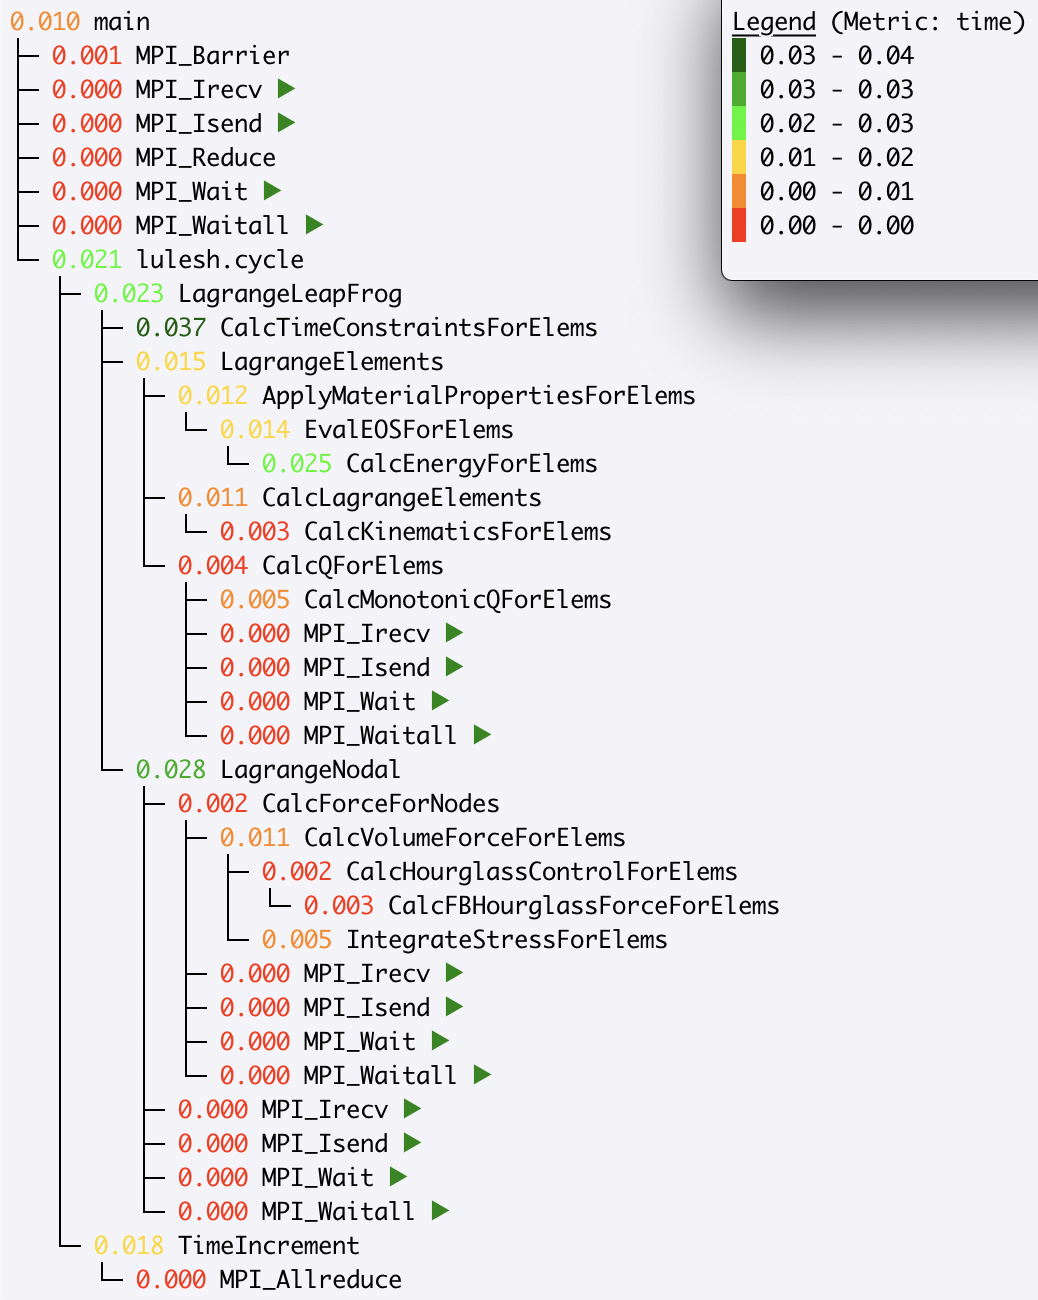 0.010 main
0.001 MPI_Barrier
0.000 MPI_Irecv ▶
0.000 MPI_Isend ▶
0.000 MPI_Reduce
0.000 MPI_Wait ▶
0.000 MPI_Waitall ▶
0.021 lulesh.cycle
0.023 LagrangeLeapFrog
0.037 CalcTimeConstraintsForElems
0.015 LagrangeElements
0.012 ApplyMaterialPropertiesForElems
0.014 EvalEOSForElems
0.025 CalcEnergyForElems
0.011 CalcLagrangeElements
0.003 CalcKinematicsForElems
0.004 CalcQForElems
0.005 CalcMonotonicQForElems
0.000 MPI_Irecv ▶
0.000 MPI_Isend ▶
0.000 MPI_Wait ▶
0.000 MPI_Waitall ▶
0.028 LagrangeNodal
0.002 CalcForceForNodes
0.011 CalcVolumeForceForElems
0.002 CalcHourglassControlForElems
0.003 CalcFBHourglassForceForElems
0.005 IntegrateStressForElems
0.000 MPI_Irecv ▶
0.000 MPI_Isend ▶
0.000 MPI_Wait ▶
0.000 MPI_Waitall ▶
0.000 MPI_Irecv ▶
0.000 MPI_Isend ▶
0.000 MPI_Wait ▶
0.000 MPI_Waitall ▶
0.018 TimeIncrement
0.000 MPI_Allreduce
Legend (Metric: time)
0.03 - 0.04
0.03 - 0.03
0.02 - 0.03
0.01 - 0.02
0.00 - 0.01
0.00 - 0.00